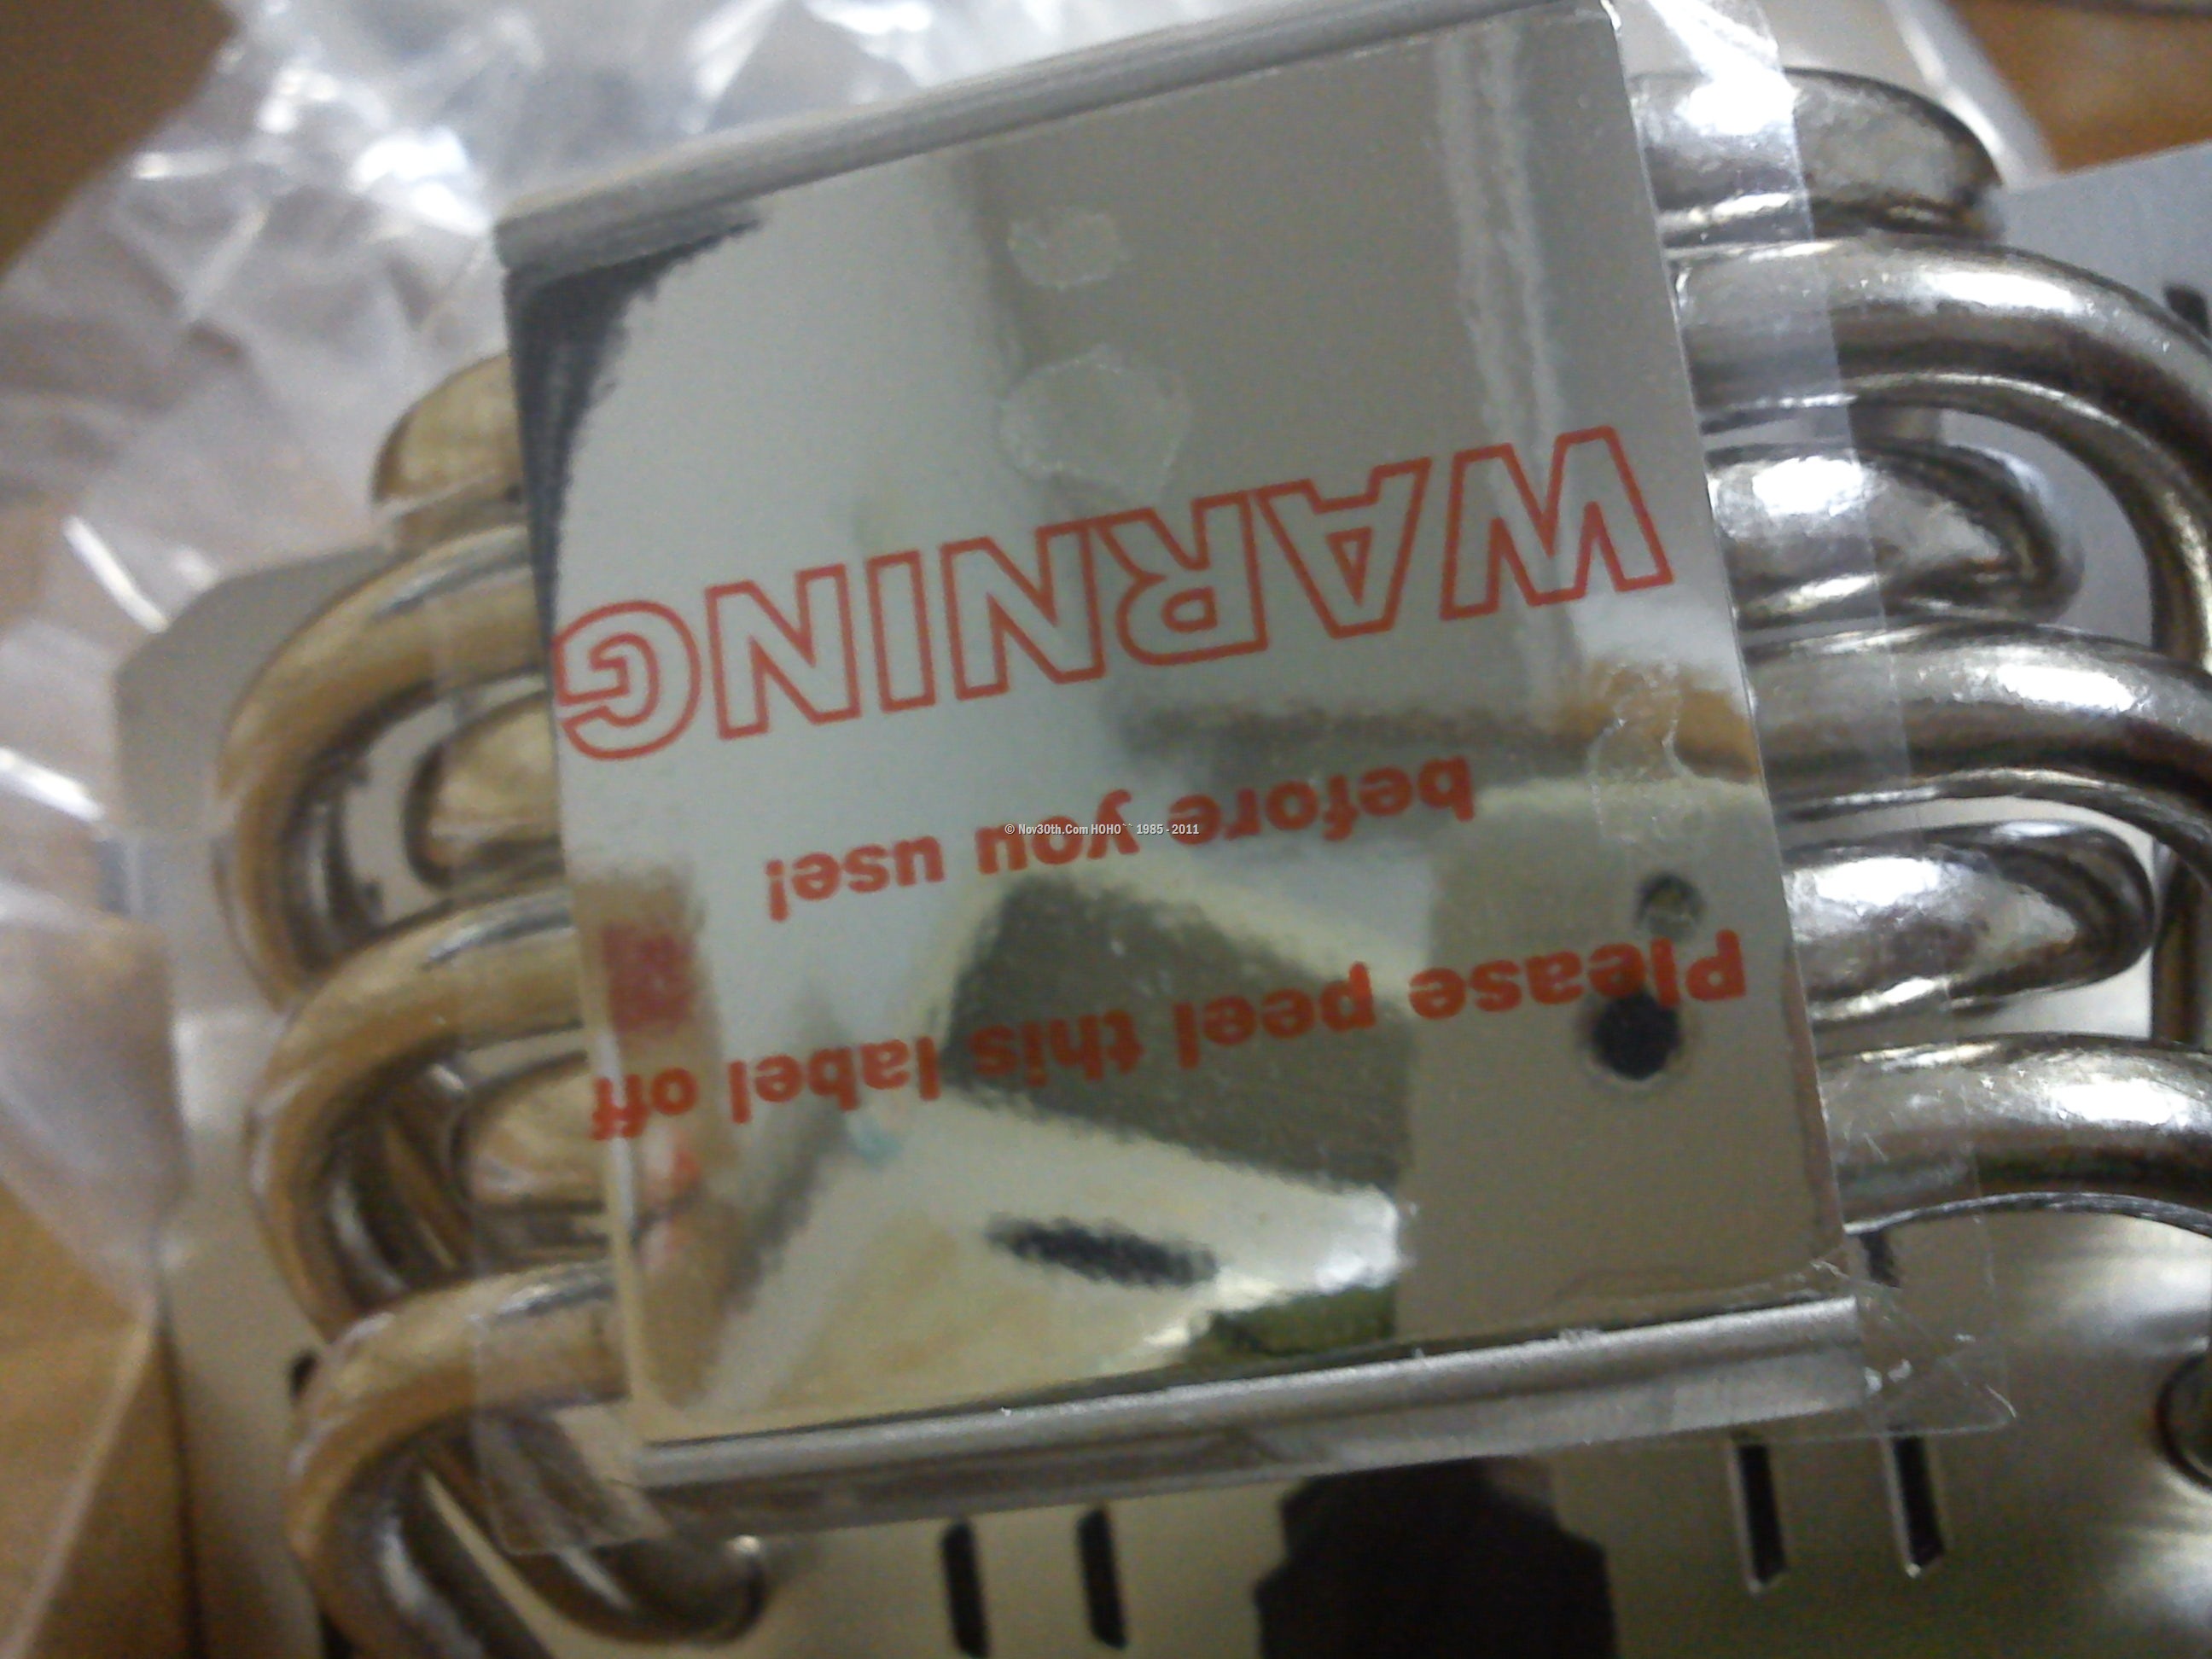 Please peel this label off
before you use!
WARNING
© Nov30th.Com HOHO`` 1985 - 2011